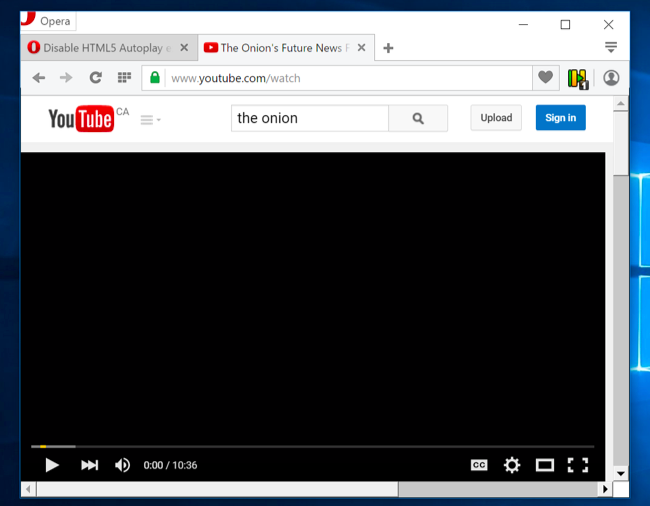 Opera
Disable HTML5 Autoplay e
The Onion's Future News F
www.youtube.com/watch
1
YouTube CA
the onion
Upload
Sign in
0:00 / 10:36
CC